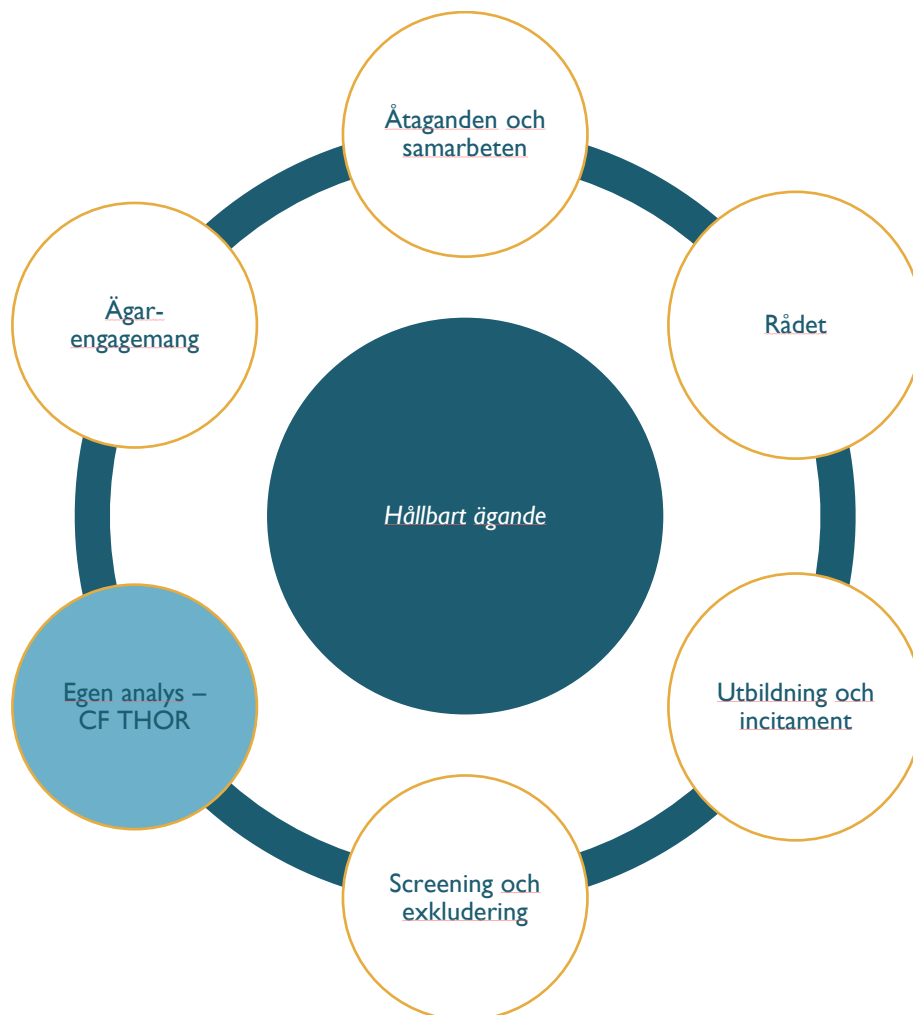 Åtaganden och
samarbeten
Ägar-
engagemang
Rådet
Hållbart ägande
Egen analys –
CF THOR
Utbildning och
incitament
Screening och
exkludering